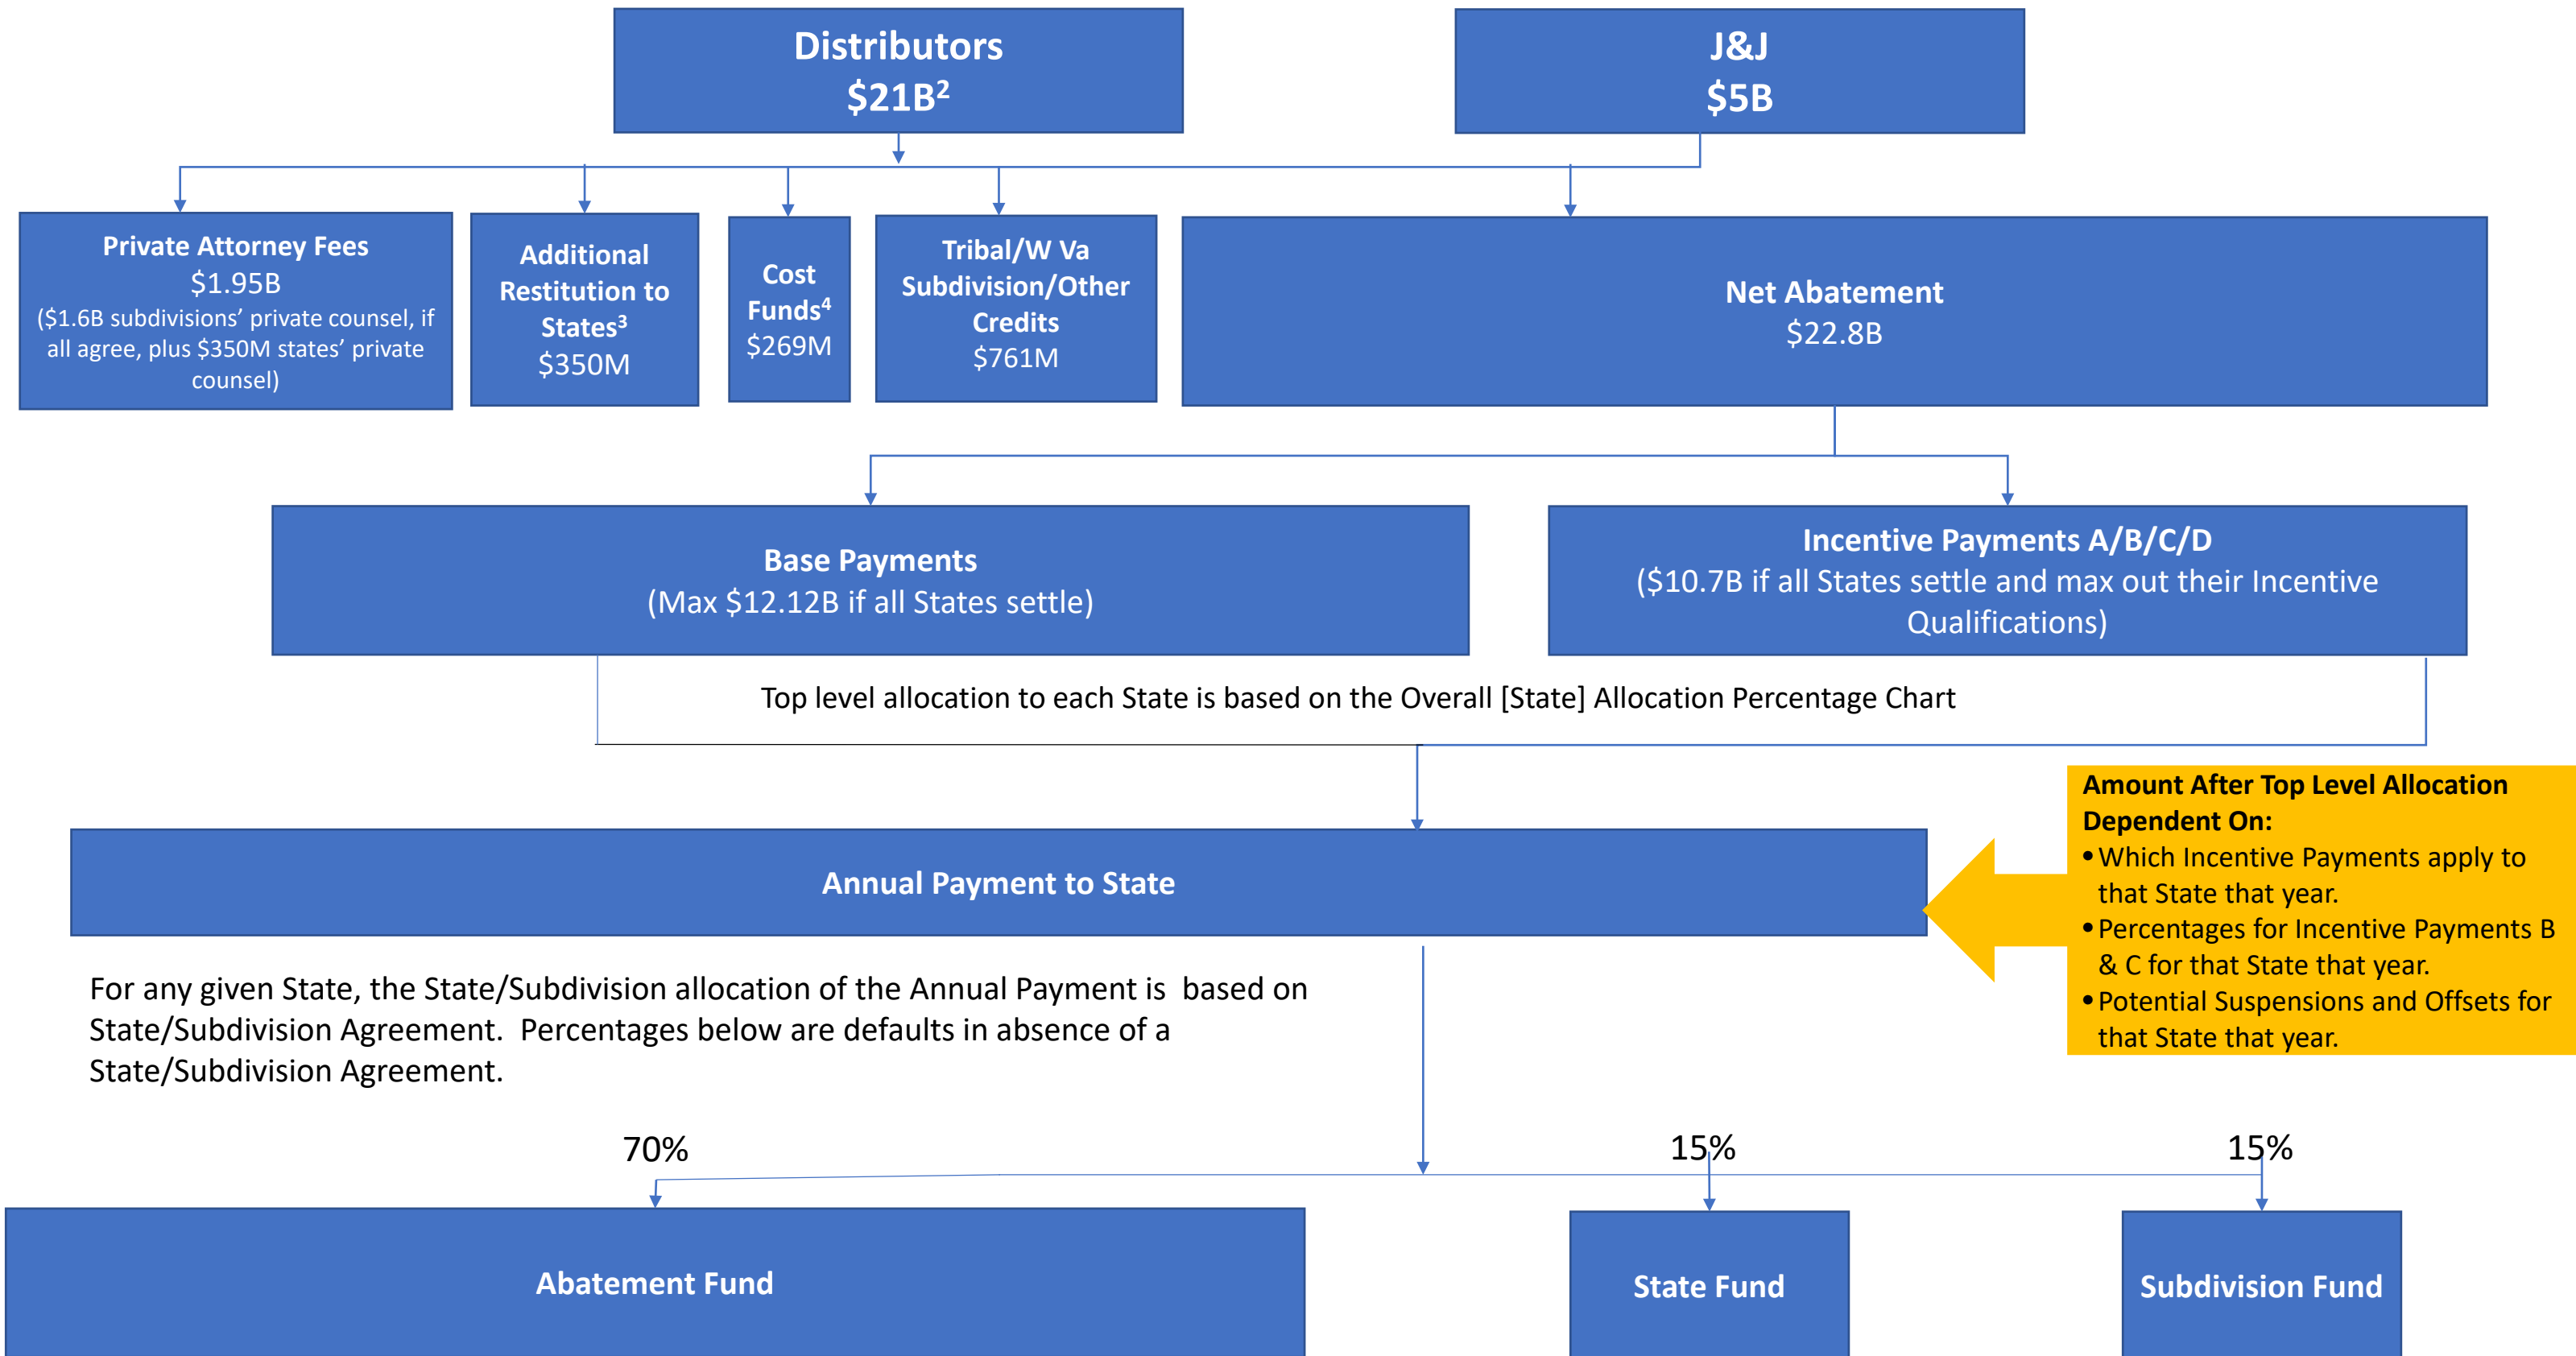 Distributors
$21B²
J&J
$5B
Private Attorney Fees
$1.95B
($1.6B subdivisions’ private counsel, if
all agree, plus $350M states’ private
counsel)
Additional
Restitution to
States³
$350M
Cost
Funds⁴
$269M
Tribal/W Va
Subdivision/Other
Credits
$761M
Net Abatement
$22.8B
Base Payments
(Max $12.12B if all States settle)
Incentive Payments A/B/C/D
($10.7B if all States settle and max out their Incentive
Qualifications)
Top level allocation to each State is based on the Overall [State] Allocation Percentage Chart
Annual Payment to State
Amount After Top Level Allocation
Dependent On:
• Which Incentive Payments apply to
that State that year.
• Percentages for Incentive Payments B
& C for that State that year.
• Potential Suspensions and Offsets for
that State that year.
For any given State, the State/Subdivision allocation of the Annual Payment is  based on
State/Subdivision Agreement.  Percentages below are defaults in absence of a
State/Subdivision Agreement.
70%
15%
15%
Abatement Fund
State Fund
Subdivision Fund